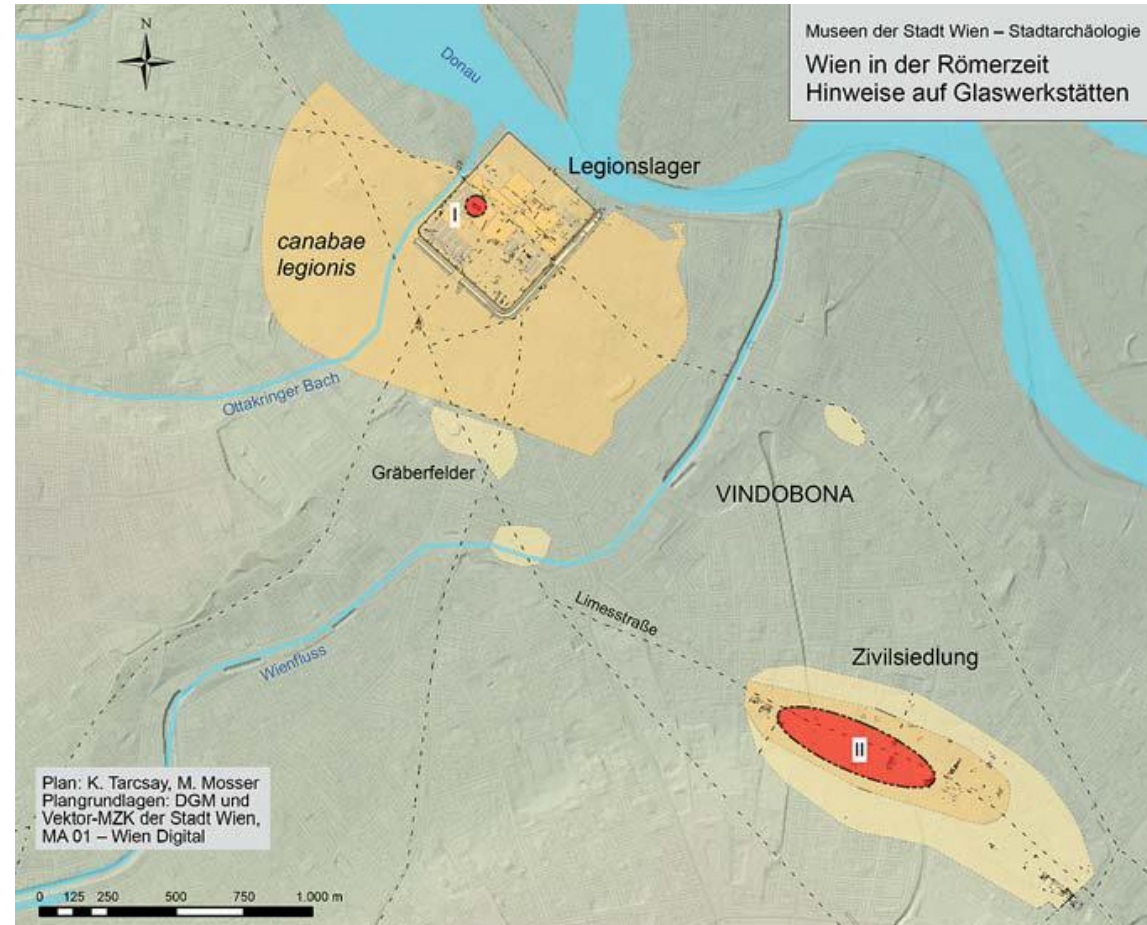 Museen der Stadt Wien – Stadtarchäologie
Wien in der Römerzeit
Hinweise auf Glaswerkstätten
N
Donau
Legionslager
I
canabae
legionis
Ottakringer Bach
Gräberfelder
VINDOBONA
Limesstraße
Wienfluss
Zivilsiedlung
II
Plan: K. Tarcsay, M. Mosser
Plangrundlagen: DGM und
Vektor-MZK der Stadt Wien,
MA 01 – Wien Digital
0 125 250 500 750 1.000 m